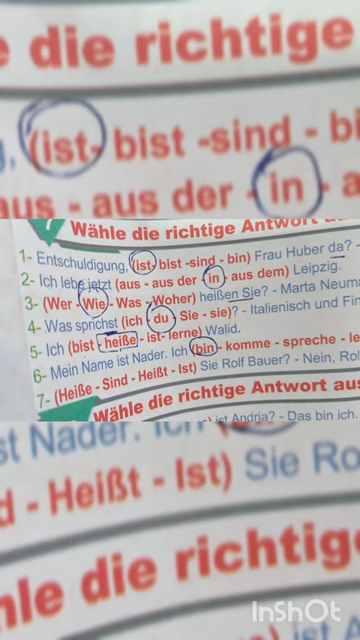 e die richtige
, (ist- bist -sind - bi
aus - aus der - in - a
Wähle die richtige Antwort
1- Entschuldigung, (ist- bist -sind - bin) Frau Huber da? -
2- Ich lebe jetzt (aus - aus der - in - aus dem) Leipzig.
3- (Wer - Wie - Was - Woher) heißen Sie? - Marta Neuma
4- Was sprichst (ich - du - Sie - sie)? - Italienisch und Fin
5- Ich (bist - heiße - ist- lerne) Walid.
6- Mein Name ist Nader. Ich (bin - komme - spreche - le
7- (Heiße - Sind - Heißt - Ist) Sie Rolf Bauer? - Nein, Rol
Wähle die richtige Antwort aus
) ist Andrja? - Das bin ich.
st Nader. Ich
d - Heißt - Ist) Sie Ro
hle die richtig
ist A
InShOt